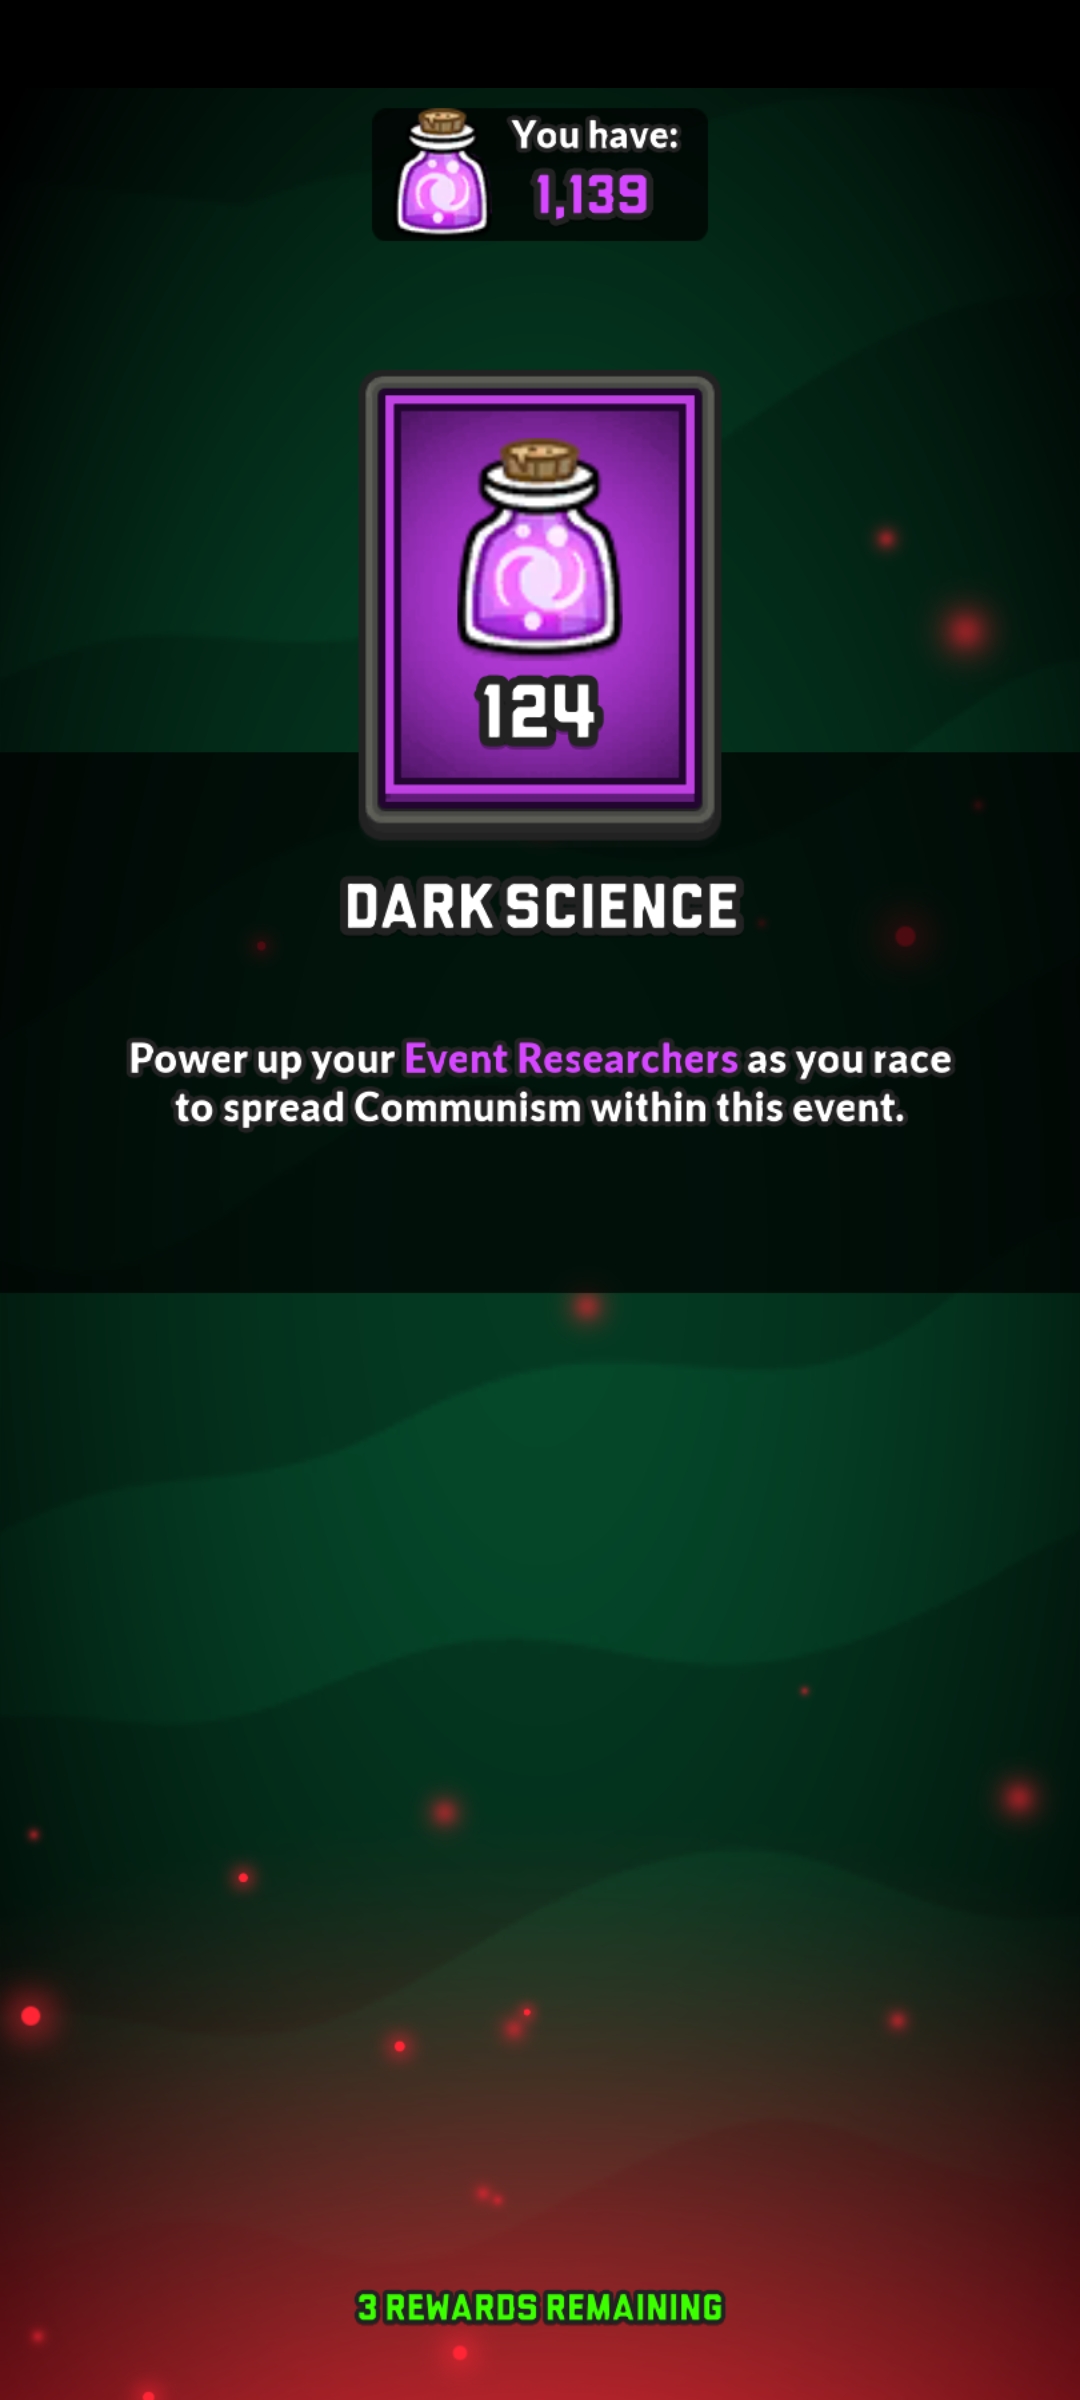 You have:
1,139
124
DARK SCIENCE
Power up your Event Researchers as you race
to spread Communism within this event.
3 REWARDS REMAINING